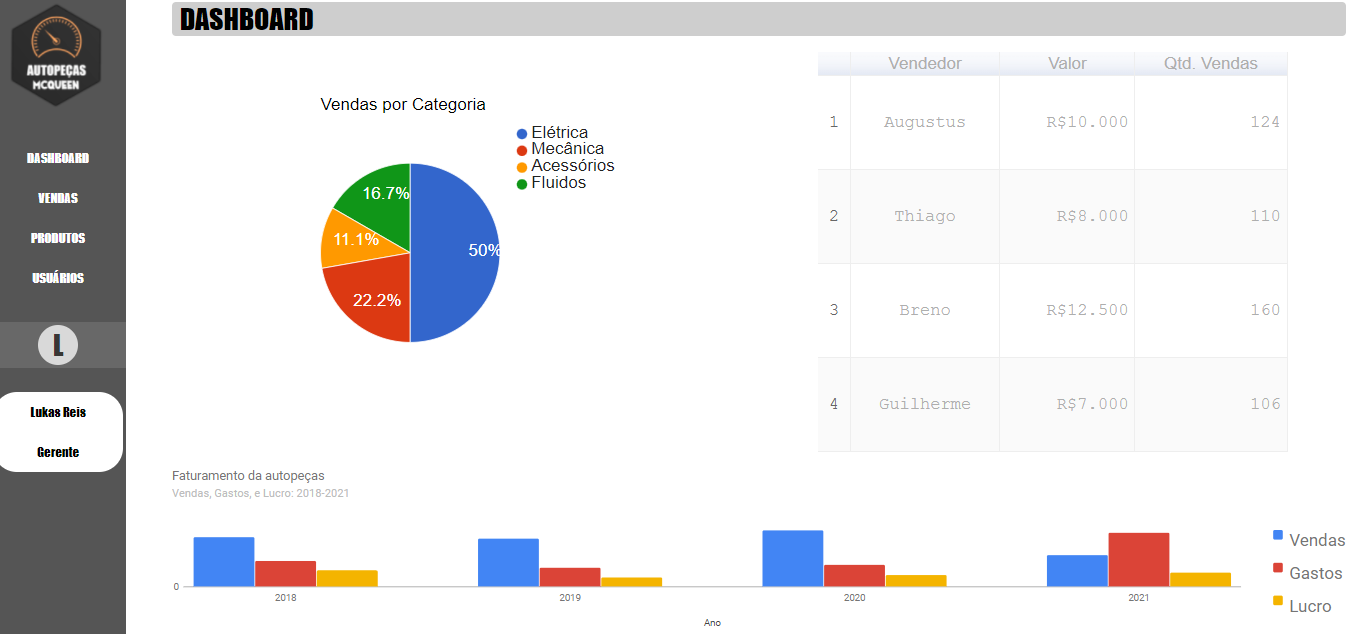 AUTOPEÇAS
MCQUEEN
DASHBOARD
VENDAS
PRODUTOS
USUÁRIOS
L
Lukas Reis
Gerente
DASHBOARD
Vendas por Categoria
Elétrica
Mecânica
Acessórios
Fluidos
16.7%
11.1%
50%
22.2%
Vendedor Valor Qtd. Vendas
1 Augustus R$10.000 124
2 Thiago R$8.000 110
3 Breno R$12.500 160
4 Guilherme R$7.000 106
Faturamento da autopeças
Vendas, Gastos, e Lucro: 2018-2021
Vendas
Gastos
Lucro
0
2018 2019 2020 2021
Ano